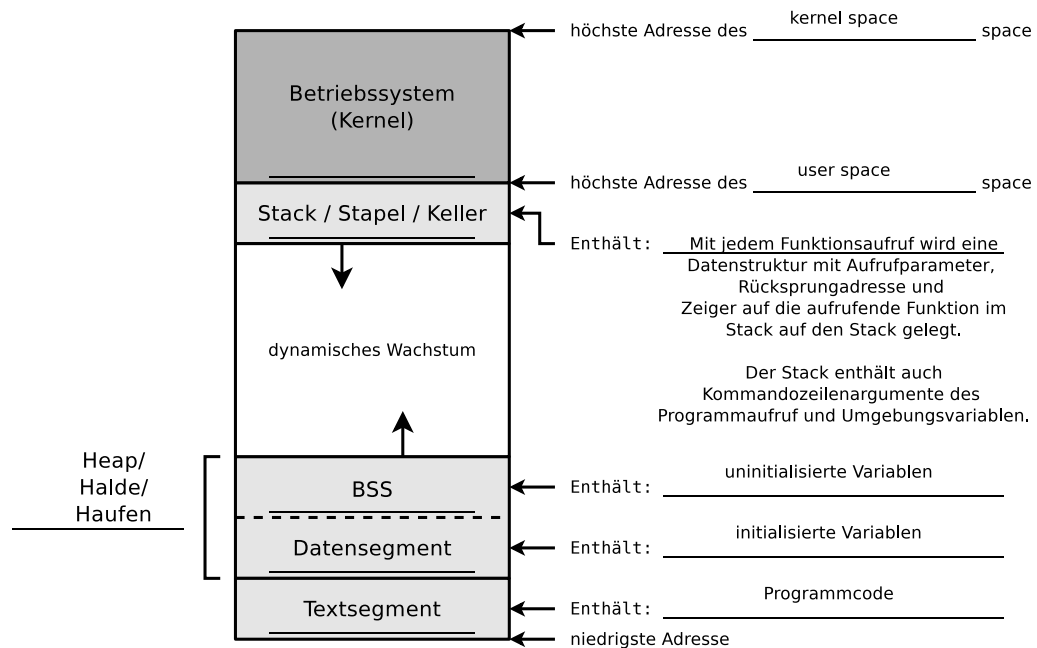 höchste Adresse des kernel space space
Betriebssystem
(Kernel)
höchste Adresse des user space space
Stack / Stapel / Keller
Enthält: Mit jedem Funktionsaufruf wird eine
Datenstruktur mit Aufrufparameter,
Rücksprungadresse und
Zeiger auf die aufrufende Funktion im
Stack auf den Stack gelegt.
Der Stack enthält auch
Kommandozeilenargumente des
Programmaufruf und Umgebungsvariablen.
dynamisches Wachstum
Heap/
Halde/
Haufen
BSS
Enthält: uninitialisierte Variablen
Datensegment
Enthält: initialisierte Variablen
Textsegment
Enthält: Programmcode
niedrigste Adresse